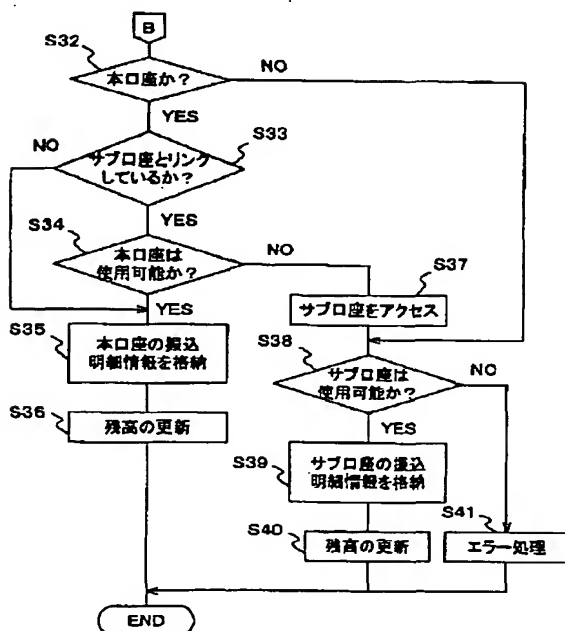 B
S32
本口座か？
NO
YES
S33
NO
サブ口座とリンク
しているか？
YES
S34
本口座は
使用可能か？
NO
YES
S37
サブ口座をアクセス
S35
本口座の振込
明細情報を格納
S38
サブ口座は
使用可能か？
NO
YES
S36
残高の更新
S39
サブ口座の振込
明細情報を格納
S41
エラー処理
S40
残高の更新
END